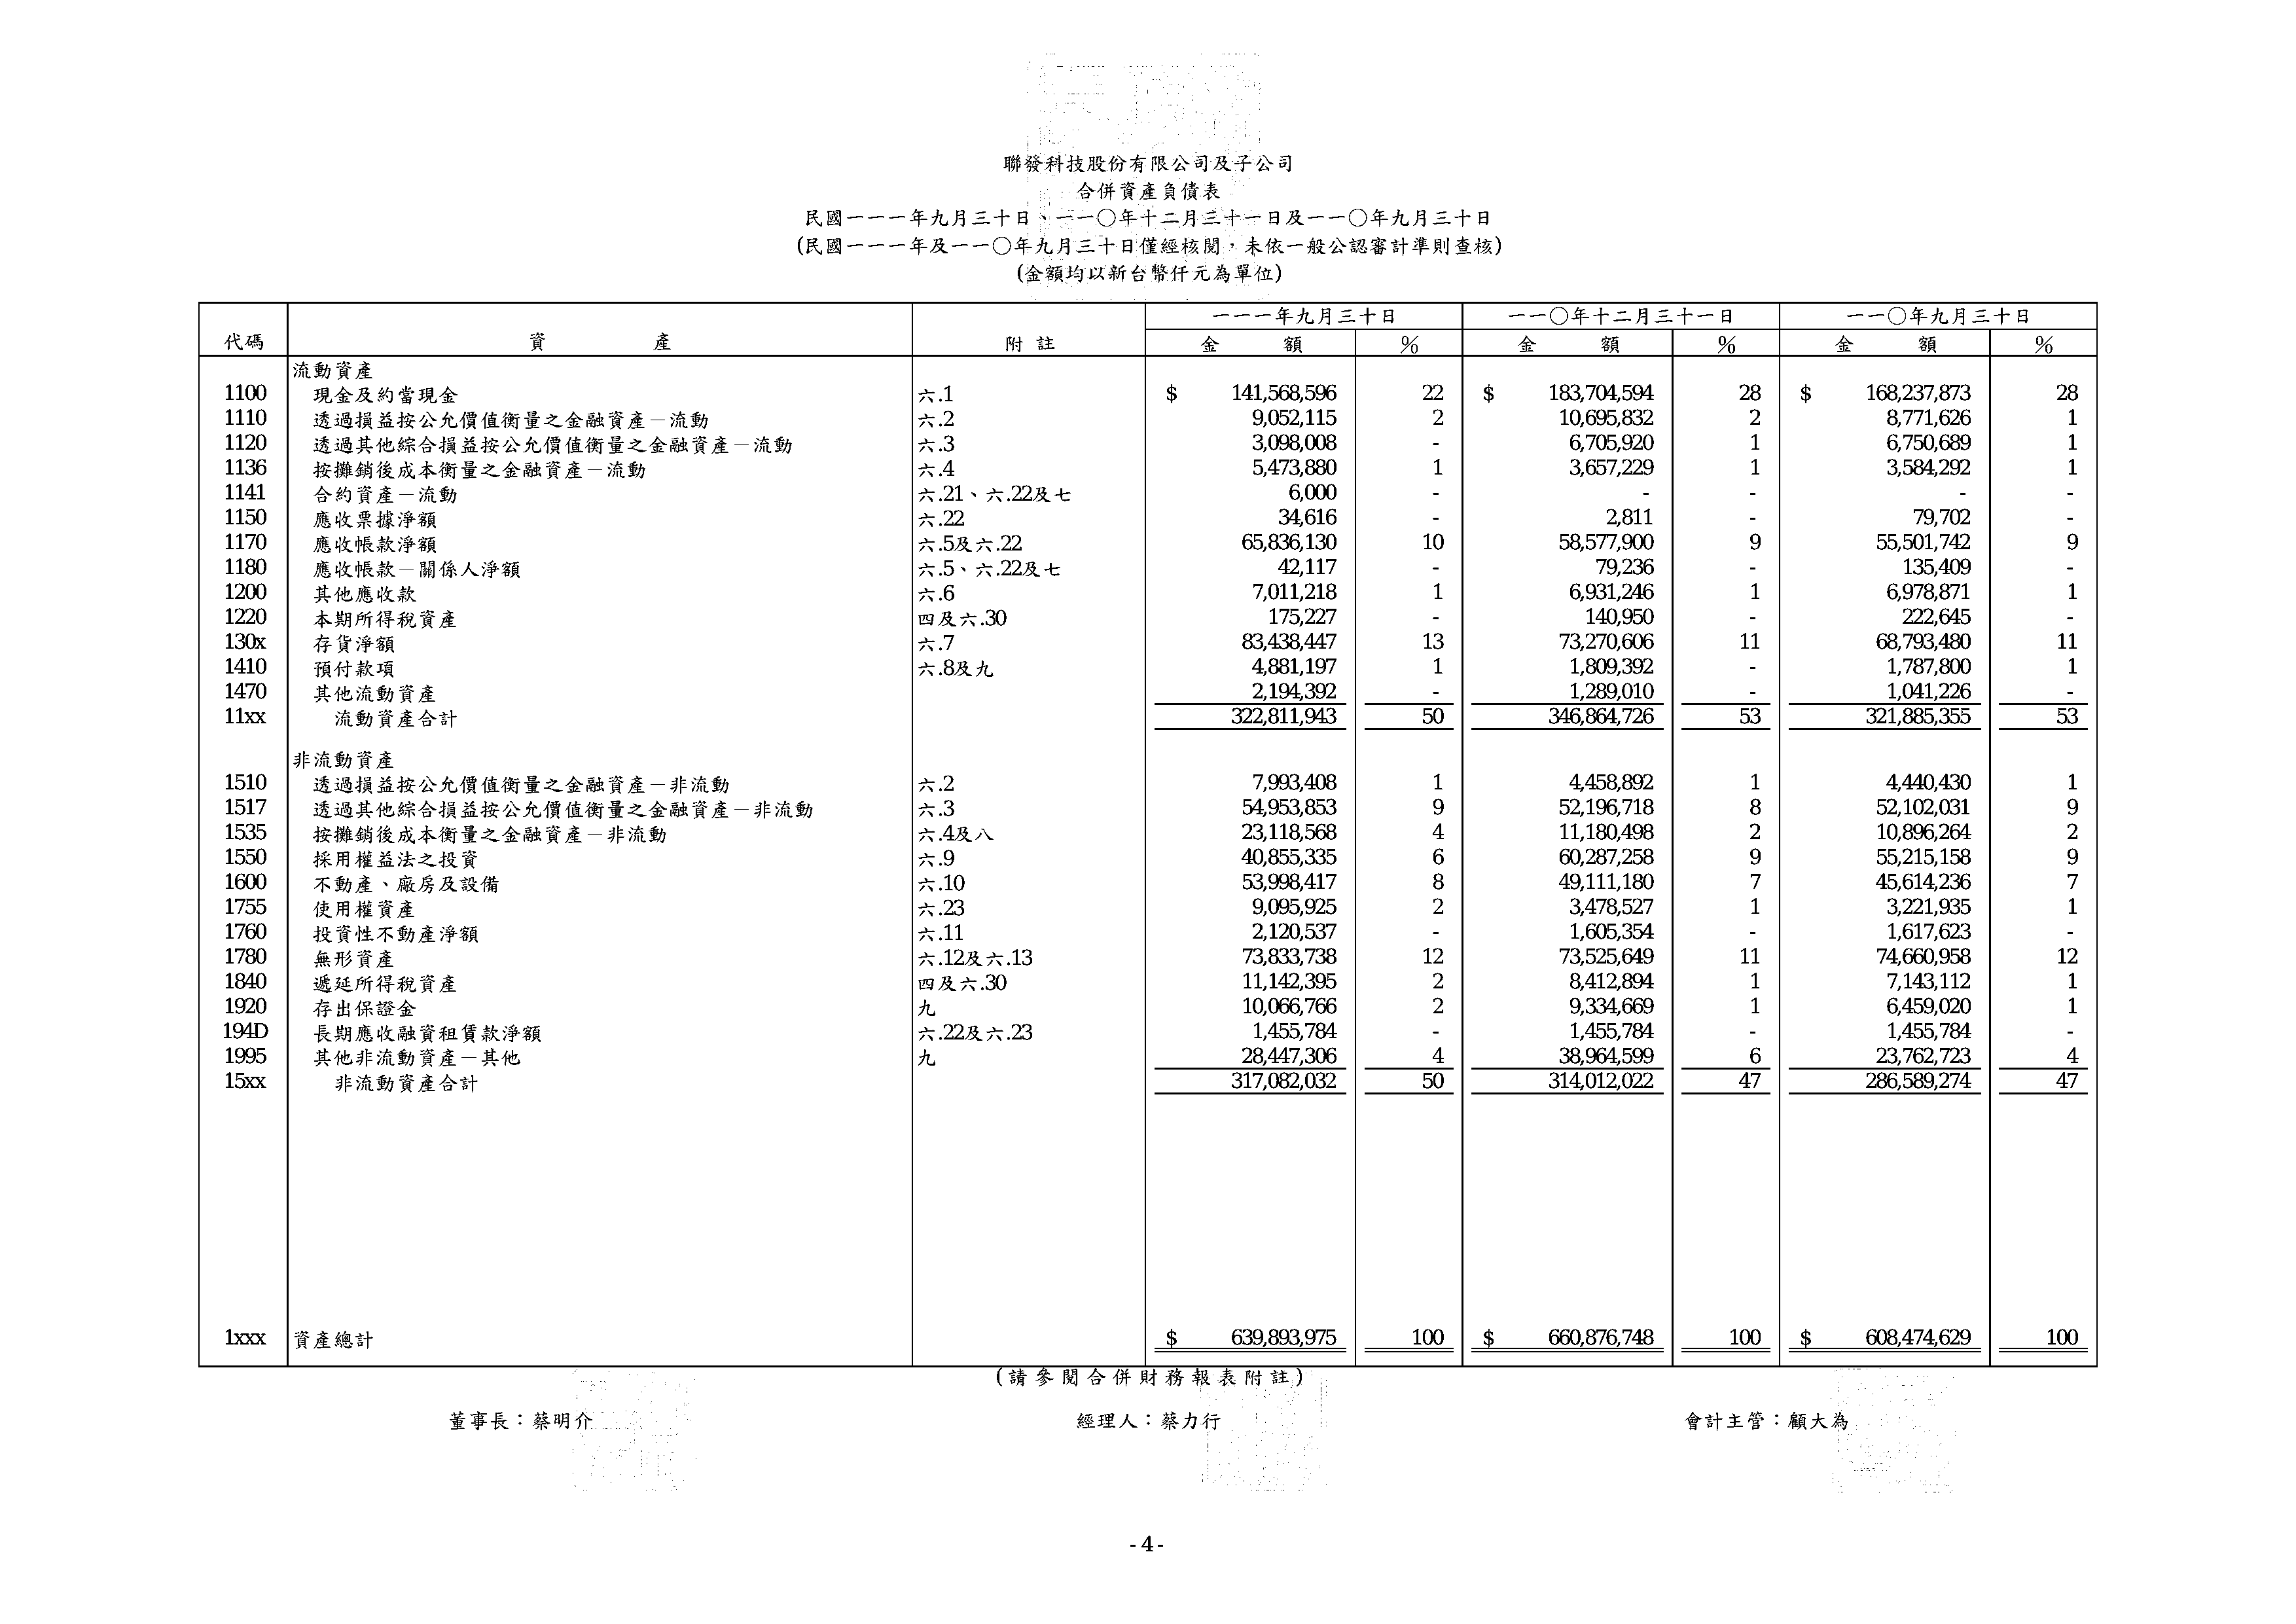 聯發科技股份有限公司及子公司
合併資產負債表
民國一一一年九月三十日、一一〇年十二月三十一日及一一〇年九月三十日
(民國一一一年及一一〇年九月三十日僅經核閱,未依一般公認審計準則查核)
(金額均以新台幣仟元為單位)
一一一年九月三十日 一一〇年十二月三十一日 一一〇年九月三十日
代碼 資 產 附 註 金 額 % 金 額 % 金 額 %
流動資產
1100 現金及約當現金 六.1 $ 141,568,596 22 $ 183,704,594 28 $ 168,237,873 28
1110 透過損益按公允價值衡量之金融資產－流動 六.2 9,052,115 2 10,695,832 2 8,771,626 1
1120 透過其他綜合損益按公允價值衡量之金融資產－流動 六.3 3,098,008 - 6,705,920 1 6,750,689 1
1136 按攤銷後成本衡量之金融資產－流動 六.4 5,473,880 1 3,657,229 1 3,584,292 1
1141 合約資產－流動 六.21、六.22及七 6,000 - - - - -
1150 應收票據淨額 六.22 34,616 - 2,811 - 79,702 -
1170 應收帳款淨額 六.5及六.22 65,836,130 10 58,577,900 9 55,501,742 9
1180 應收帳款－關係人淨額 六.5、六.22及七 42,117 - 79,236 - 135,409 -
1200 其他應收款 六.6 7,011,218 1 6,931,246 1 6,978,871 1
1220 本期所得稅資產 四及六.30 175,227 - 140,950 - 222,645 -
130x 存貨淨額 六.7 83,438,447 13 73,270,606 11 68,793,480 11
1410 預付款項 六.8及九 4,881,197 1 1,809,392 - 1,787,800 1
1470 其他流動資產 2,194,392 - 1,289,010 - 1,041,226 -
11xx 流動資產合計 322,811,943 50 346,864,726 53 321,885,355 53
非流動資產
1510 透過損益按公允價值衡量之金融資產－非流動 六.2 7,993,408 1 4,458,892 1 4,440,430 1
1517 透過其他綜合損益按公允價值衡量之金融資產－非流動 六.3 54,953,853 9 52,196,718 8 52,102,031 9
1535 按攤銷後成本衡量之金融資產－非流動 六.4及八 23,118,568 4 11,180,498 2 10,896,264 2
1550 採用權益法之投資 六.9 40,855,335 6 60,287,258 9 55,215,158 9
1600 不動產、廠房及設備 六.10 53,998,417 8 49,111,180 7 45,614,236 7
1755 使用權資產 六.23 9,095,925 2 3,478,527 1 3,221,935 1
1760 投資性不動產淨額 六.11 2,120,537 - 1,605,354 - 1,617,623 -
1780 無形資產 六.12及六.13 73,833,738 12 73,525,649 11 74,660,958 12
1840 遞延所得稅資產 四及六.30 11,142,395 2 8,412,894 1 7,143,112 1
1920 存出保證金 九 10,066,766 2 9,334,669 1 6,459,020 1
194D 長期應收融資租賃款淨額 六.22及六.23 1,455,784 - 1,455,784 - 1,455,784 -
1995 其他非流動資產－其他 九 28,447,306 4 38,964,599 6 23,762,723 4
15xx 非流動資產合計 317,082,032 50 314,012,022 47 286,589,274 47
1xxx 資產總計 $ 639,893,975 100 $ 660,876,748 100 $ 608,474,629 100
(請參閱合併財務報表附註)
董事長：蔡明介 經理人：蔡力行 會計主管：顧大為
- 4 -